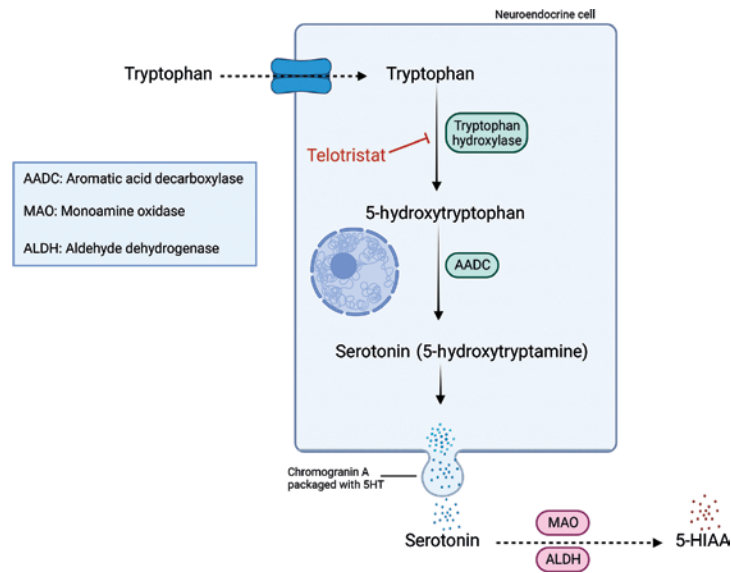 Neuroendocrine cell
Tryptophan
Tryptophan
Tryptophan
hydroxylase
Telotristat
AADC: Aromatic acid decarboxylase
MAO: Monoamine oxidase
ALDH: Aldehyde dehydrogenase
5-hydroxytryptophan
AADC
Serotonin (5-hydroxytryptamine)
Chromogranin A
packaged with 5HT
Serotonin
MAO
ALDH
5-HIAA